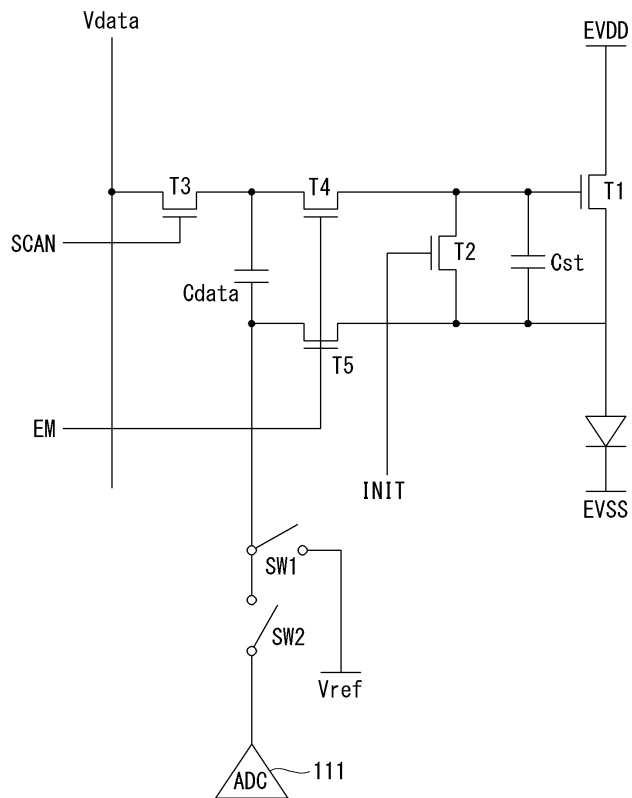 Vdata
EVDD
T3
T4
T1
SCAN
T2
Cst
Cdata
T5
EM
INIT
EVSS
SW1
SW2
Vref
ADC
111